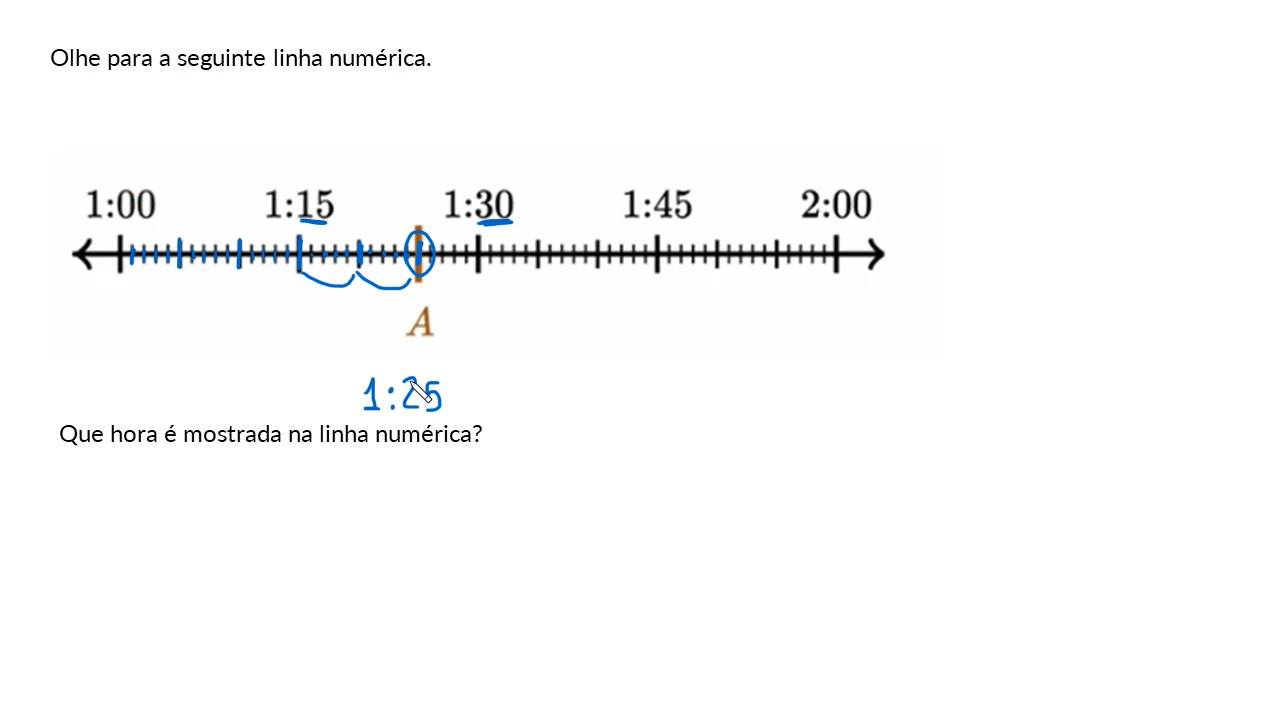 Olhe para a seguinte linha numérica.
1:00 1:15 1:30 1:45 2:00
A
1:25
Que hora é mostrada na linha numérica?